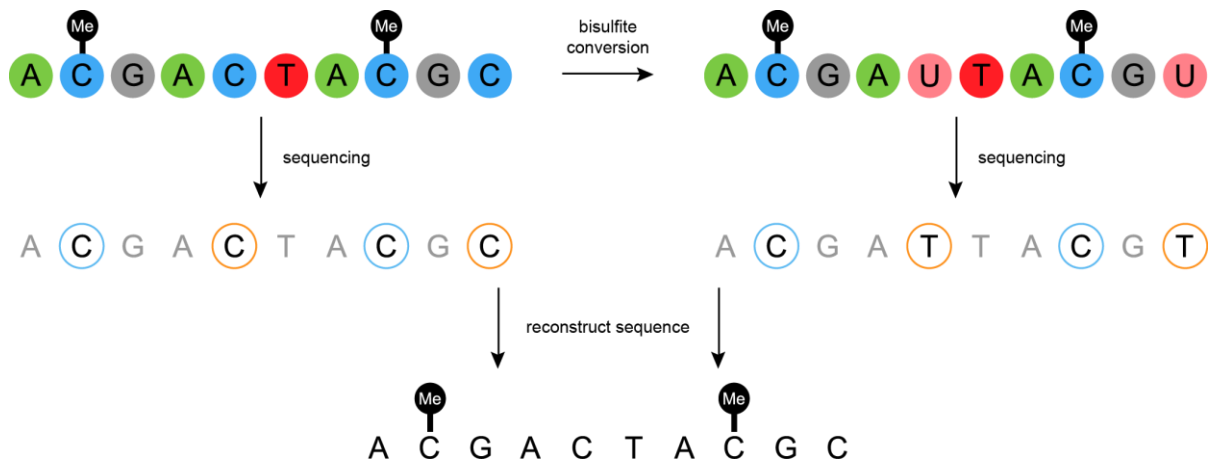 Me Me Me Me
bisulfite
conversion
A C G A C T A C G C A C G A U T A C G U
sequencing sequencing
A C G A C T A C G C A C G A T T A C G T
reconstruct sequence
Me Me
A C G A C T A C G C